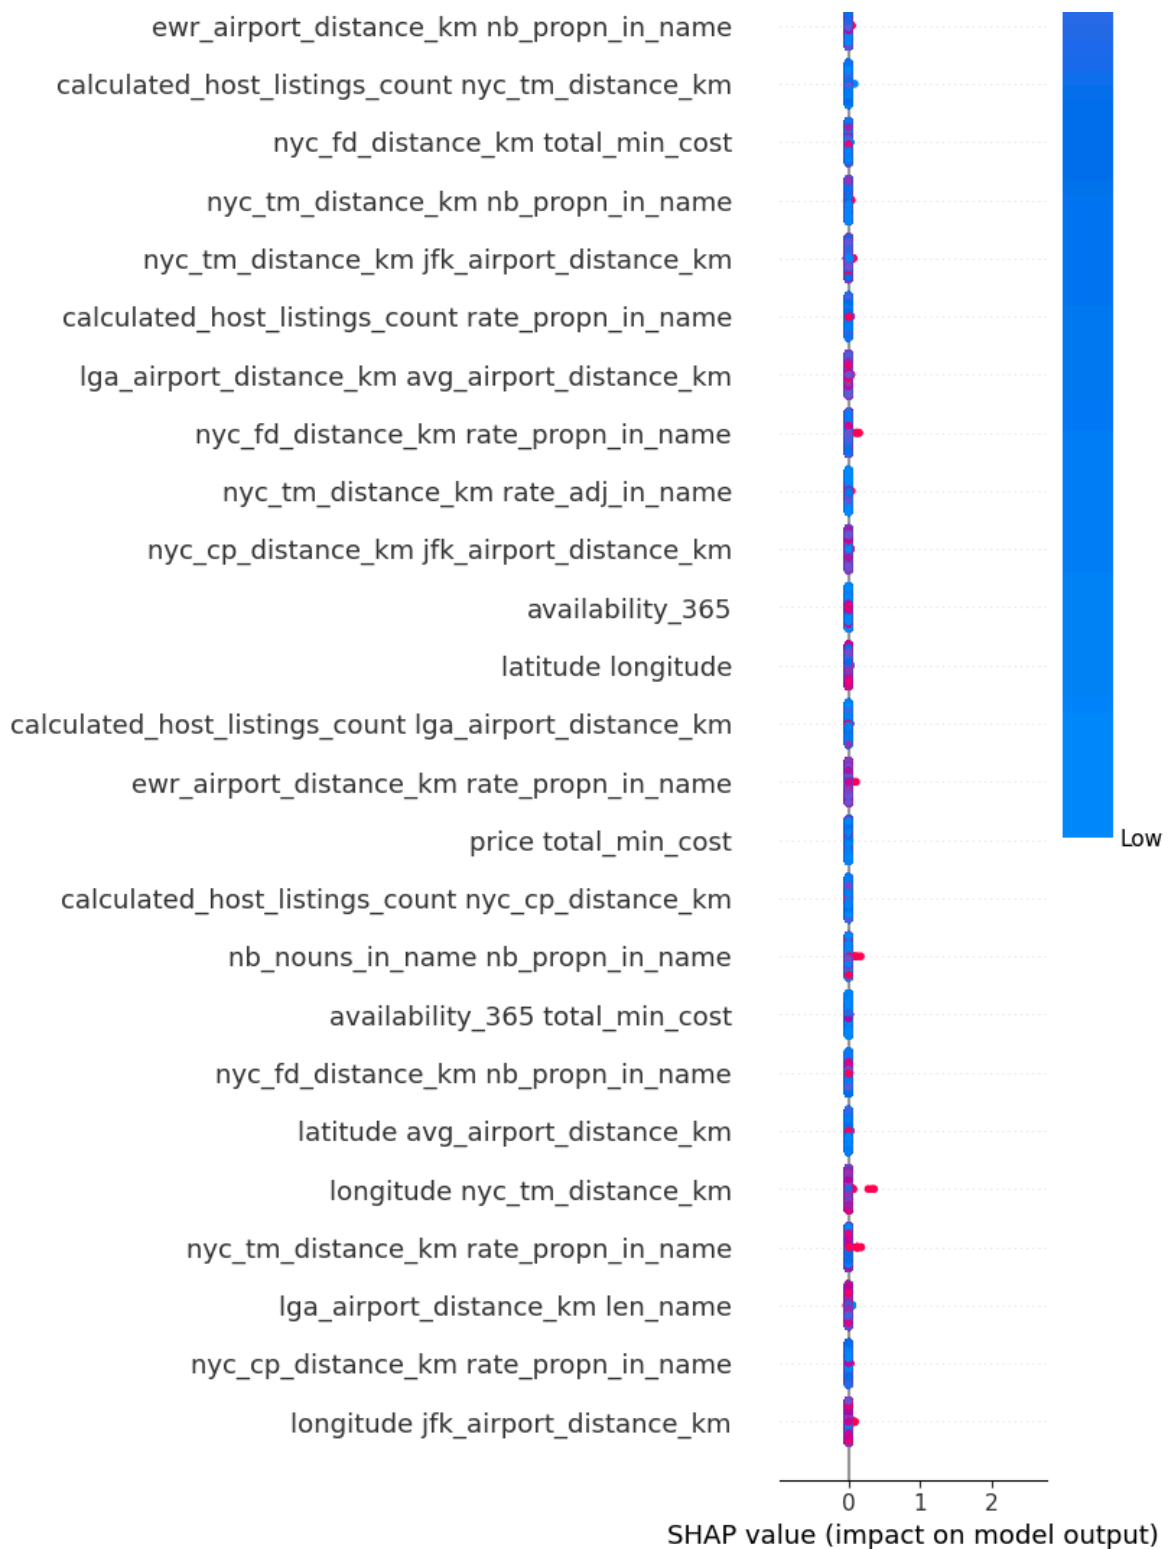 ewr_airport_distance_km nb_propn_in_name
calculated_host_listings_count nyc_tm_distance_km
nyc_fd_distance_km total_min_cost
nyc_tm_distance_km nb_propn_in_name
nyc_tm_distance_km jfk_airport_distance_km
calculated_host_listings_count rate_propn_in_name
lga_airport_distance_km avg_airport_distance_km
nyc_fd_distance_km rate_propn_in_name
nyc_tm_distance_km rate_adj_in_name
nyc_cp_distance_km jfk_airport_distance_km
availability_365
latitude longitude
calculated_host_listings_count lga_airport_distance_km
ewr_airport_distance_km rate_propn_in_name
price total_min_cost
Low
calculated_host_listings_count nyc_cp_distance_km
nb_nouns_in_name nb_propn_in_name
availability_365 total_min_cost
nyc_fd_distance_km nb_propn_in_name
latitude avg_airport_distance_km
longitude nyc_tm_distance_km
nyc_tm_distance_km rate_propn_in_name
lga_airport_distance_km len_name
nyc_cp_distance_km rate_propn_in_name
longitude jfk_airport_distance_km
0 1 2
SHAP value (impact on model output)